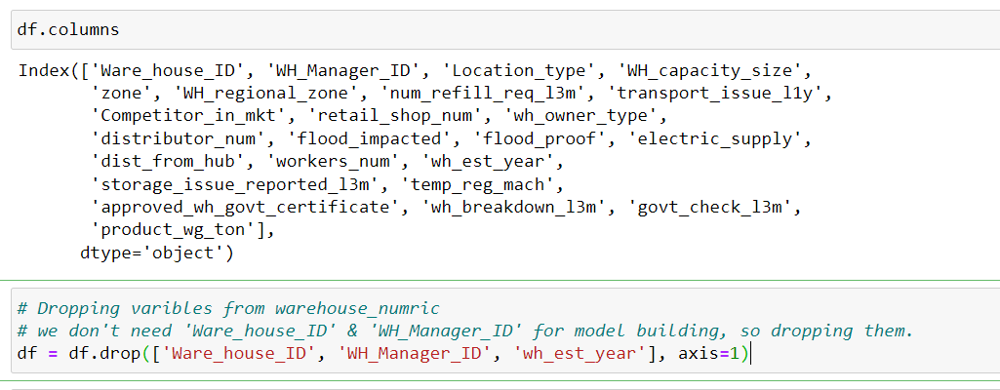 df.columns
Index(['Ware_house_ID', 'WH_Manager_ID', 'Location_type', 'WH_capacity_size',
'zone', 'WH_regional_zone', 'num_refill_req_l3m', 'transport_issue_l1y',
'Competitor_in_mkt', 'retail_shop_num', 'wh_owner_type',
'distributor_num', 'flood_impacted', 'flood_proof', 'electric_supply',
'dist_from_hub', 'workers_num', 'wh_est_year',
'storage_issue_reported_l3m', 'temp_reg_mach',
'approved_wh_govt_certificate', 'wh_breakdown_l3m', 'govt_check_l3m',
'product_wg_ton'],
dtype='object')
# Dropping varibles from warehouse_numric
# we don't need 'Ware_house_ID' & 'WH_Manager_ID' for model building, so dropping them.
df = df.drop(['Ware_house_ID', 'WH_Manager_ID', 'wh_est_year'], axis=1)